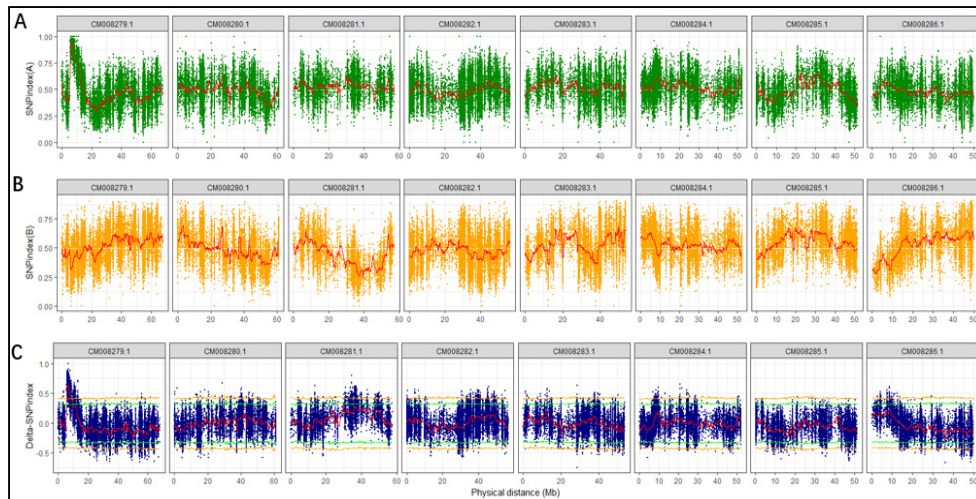 A
CM008279.1 CM008280.1 CM008281.1 CM008282.1 CM008283.1 CM008284.1 CM008285.1 CM008286.1
SNPindex(A)
1.00
0.75
0.50
0.25
0.00
0 20 40 60 0 20 40 60 0 20 40 60 0 20 40 0 20 40 0 10 20 30 40 50 0 10 20 30 40 50 0 10 20 30 40 50
B
CM008279.1 CM008280.1 CM008281.1 CM008282.1 CM008283.1 CM008284.1 CM008285.1 CM008286.1
SNPindex(B)
0.75
0.50
0.25
0.00
0 20 40 60 0 20 40 60 0 20 40 60 0 20 40 0 20 40 0 10 20 30 40 50 0 10 20 30 40 50 0 10 20 30 40 50
C
CM008279.1 CM008280.1 CM008281.1 CM008282.1 CM008283.1 CM008284.1 CM008285.1 CM008286.1
Delta-SNPindex
1.0
0.5
0.0
-0.5
0 20 40 60 0 20 40 60 0 20 40 60 0 20 40 0 20 40 0 10 20 30 40 50 0 10 20 30 40 50 0 10 20 30 40 50
Physical distance (Mb)